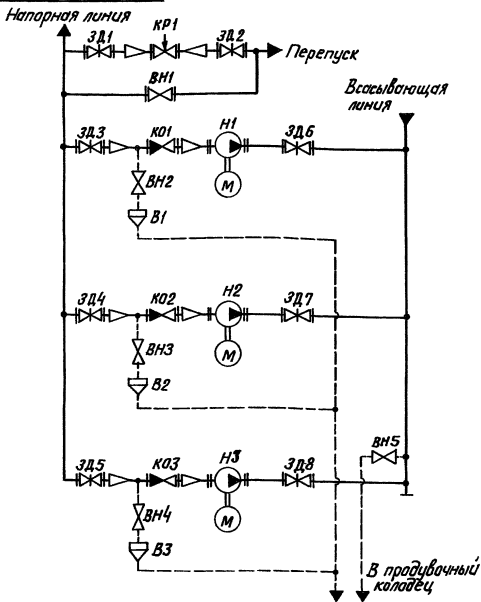 Напорная линия
ЗД1 КР1 ЗД2
Перепуск
ВН1
Всасывающая
линия
ЗД3 КО1 Н1 ЗД6
ВН2
М
В1
ЗД4 КО2 Н2 ЗД7
ВН3
М
В2
ЗД5 КО3 Н3 ЗД8
ВН5
ВН4
М
В3
В продувочный
колодец